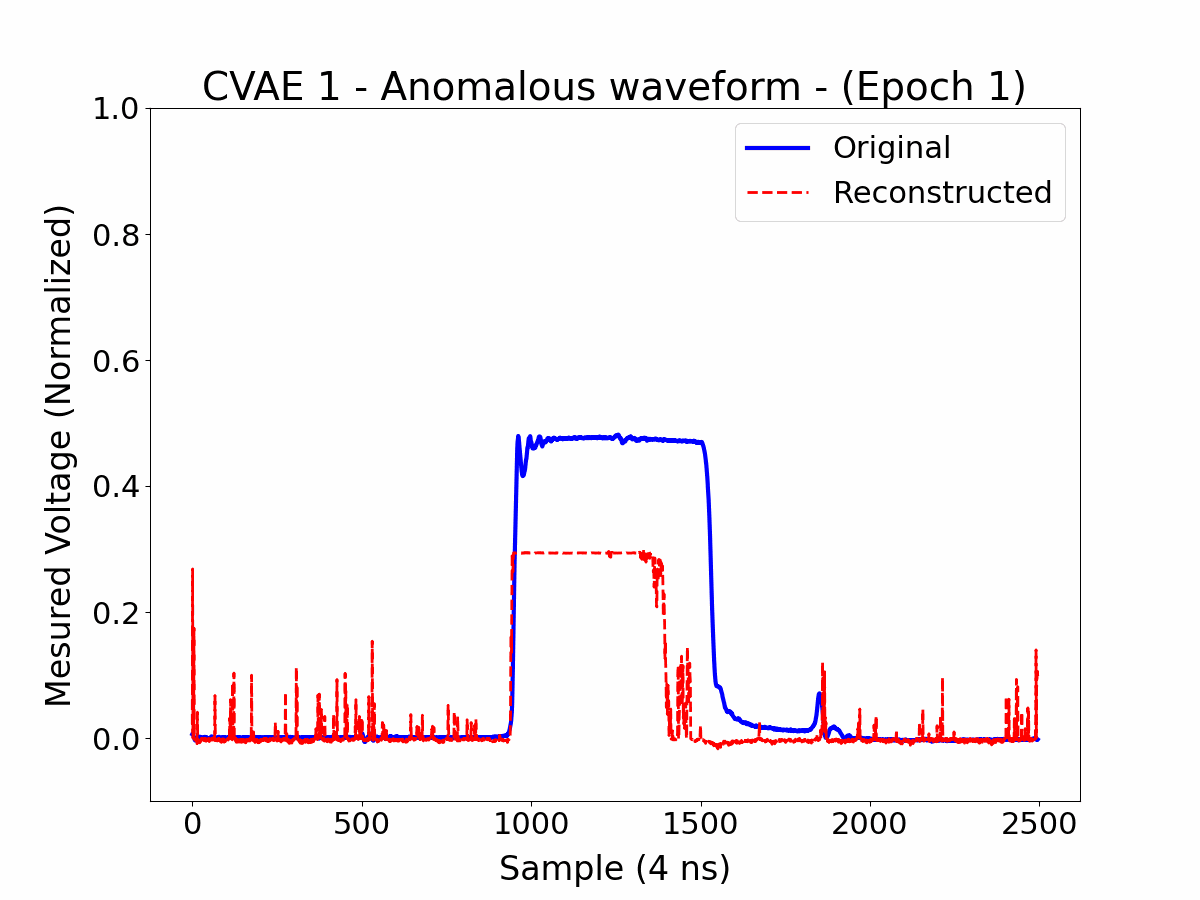 CVAE 1 - Anomalous waveform - (Epoch 1)
Original
Reconstructed
Mesured Voltage (Normalized)
1.0
0.8
0.6
0.4
0.2
0.0
0 500 1000 1500 2000 2500
Sample (4 ns)